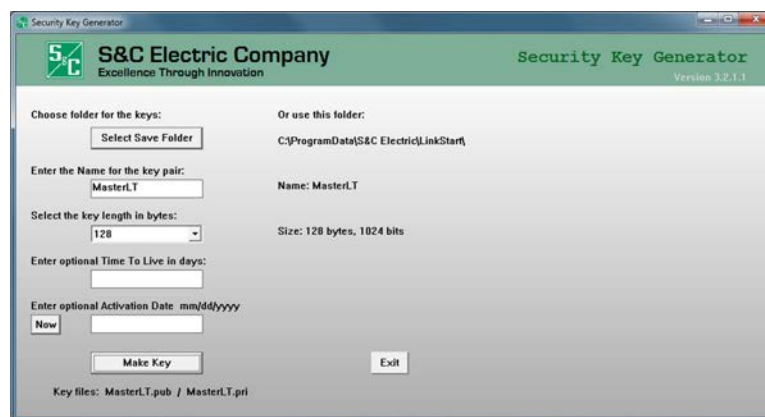 Security Key Generator
S&C
S&C Electric Company
Excellence Through Innovation
Security Key Generator
Version 3.2.1.1
Choose folder for the keys:
Or use this folder:
Select Save Folder
C:\ProgramData\S&C Electric\LinkStart\
Enter the Name for the key pair:
MasterLT
Name: MasterLT
Select the key length in bytes:
128
Size: 128 bytes, 1024 bits
Enter optional Time To Live in days:
Enter optional Activation Date mm/dd/yyyy
Now
Make Key
Exit
Key files: MasterLT.pub / MasterLT.pri